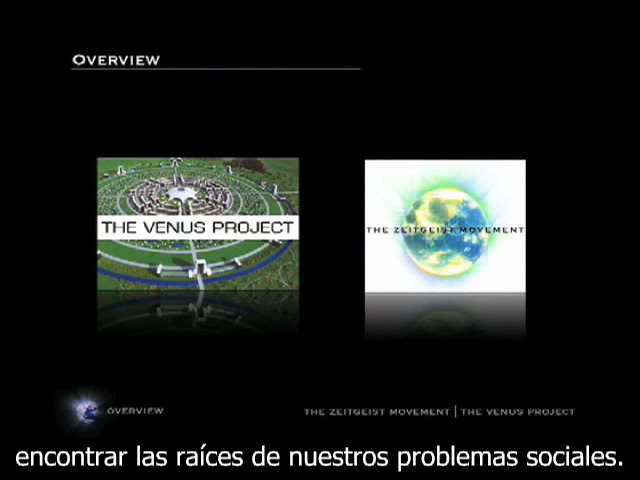 OVERVIEW
THE VENUS PROJECT
THE ZEITGEIST MOVEMENT
OVERVIEW
THE ZEITGEIST MOVEMENT | THE VENUS PROJECT
encontrar las raíces de nuestros problemas sociales.